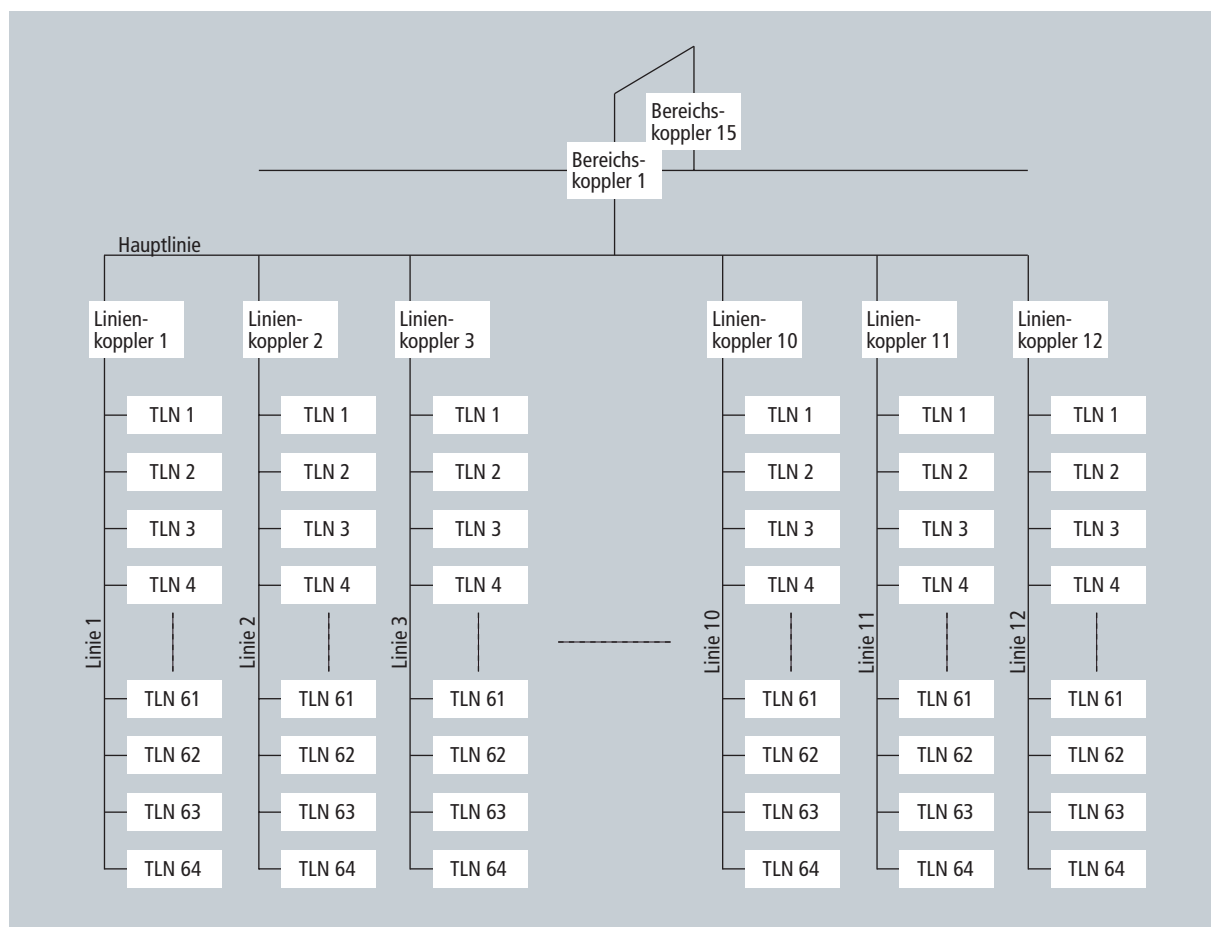 Bereichs-
koppler 15
Bereichs-
koppler 1
Hauptlinie
Linien-
koppler 1
Linien-
koppler 2
Linien-
koppler 3
Linien-
koppler 10
Linien-
koppler 11
Linien-
koppler 12
TLN 1 TLN 1 TLN 1 TLN 1 TLN 1 TLN 1
TLN 2 TLN 2 TLN 2 TLN 2 TLN 2 TLN 2
TLN 3 TLN 3 TLN 3 TLN 3 TLN 3 TLN 3
TLN 4 TLN 4 TLN 4 TLN 4 TLN 4 TLN 4
Linie 1 Linie 2 Linie 3 Linie 10 Linie 11 Linie 12
TLN 61 TLN 61 TLN 61 TLN 61 TLN 61 TLN 61
TLN 62 TLN 62 TLN 62 TLN 62 TLN 62 TLN 62
TLN 63 TLN 63 TLN 63 TLN 63 TLN 63 TLN 63
TLN 64 TLN 64 TLN 64 TLN 64 TLN 64 TLN 64